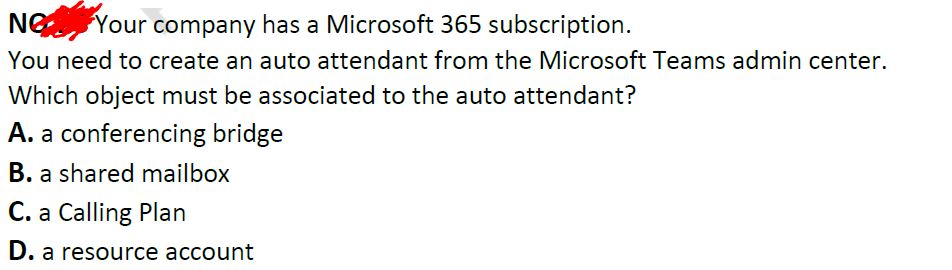 Your company has a Microsoft 365 subscription.
You need to create an auto attendant from the Microsoft Teams admin center.
Which object must be associated to the auto attendant?
A. a conferencing bridge
B. a shared mailbox
C. a Calling Plan
D. a resource account